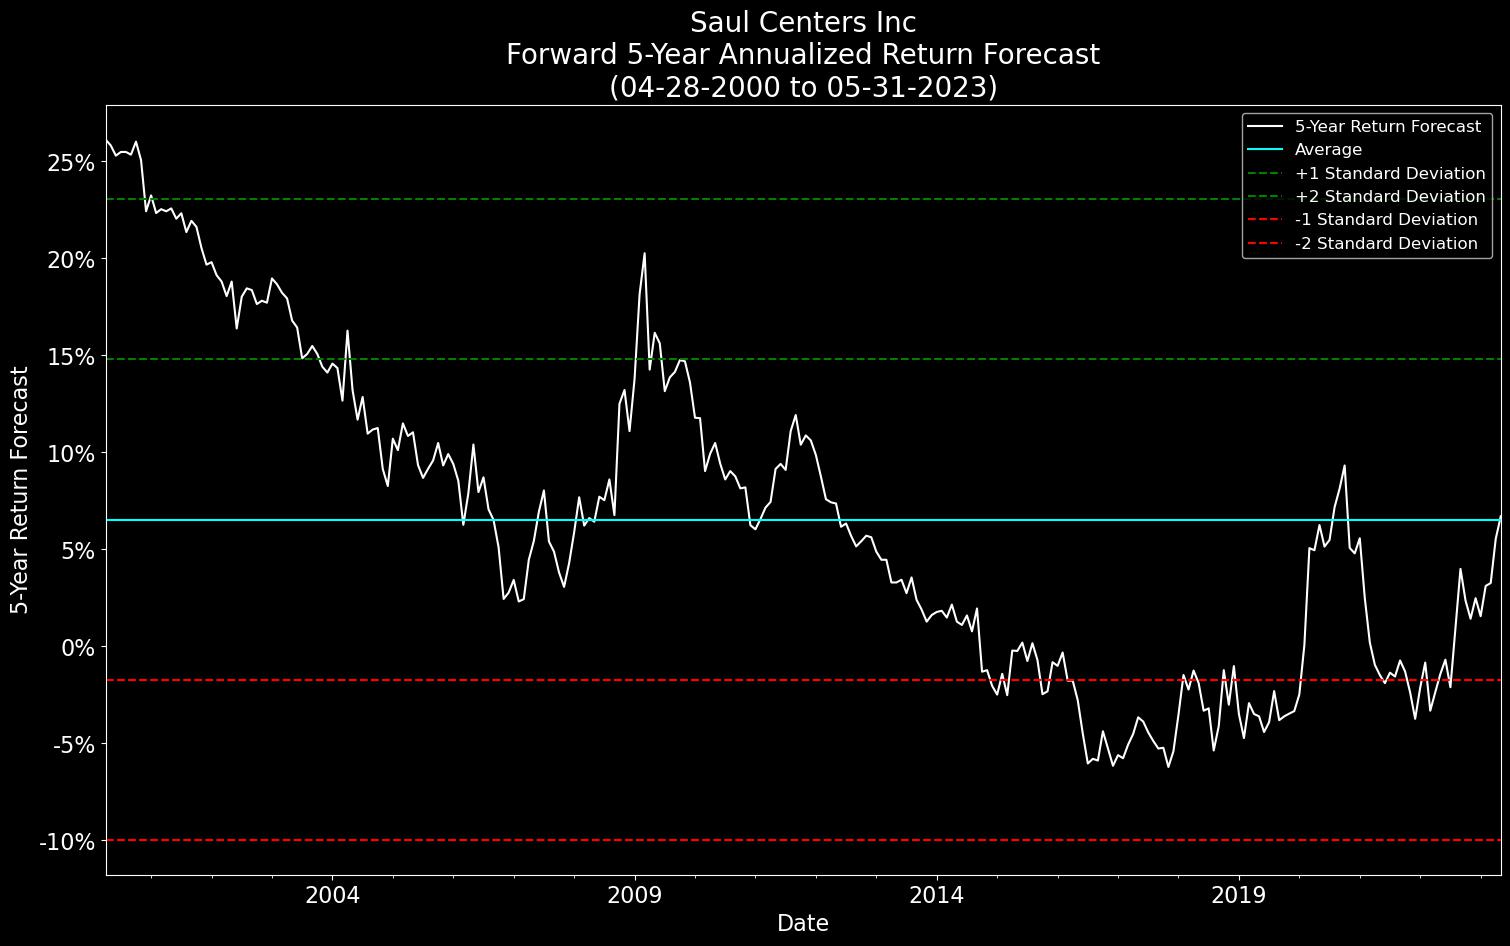 Saul Centers Inc
Forward 5-Year Annualized Return Forecast
(04-28-2000 to 05-31-2023)
5-Year Return Forecast
Average
+1 Standard Deviation
+2 Standard Deviation
-1 Standard Deviation
-2 Standard Deviation
25%
20%
15%
10%
5%
0%
-5%
-10%
5-Year Return Forecast
2004
2009
2014
2019
Date